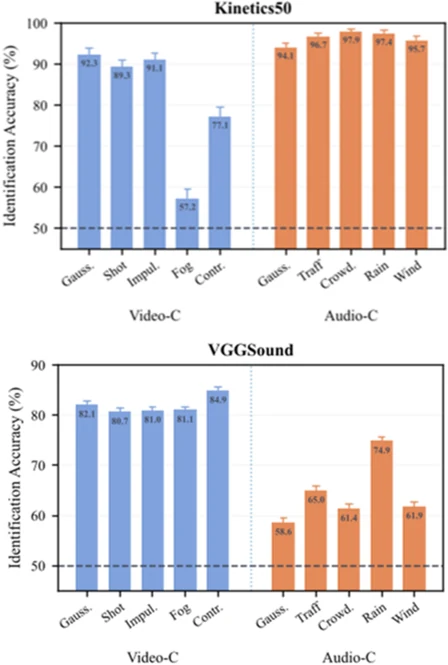 Kinetics50
Identification Accuracy (%)
100
90
80
70
60
50
92.3
89.3
91.1
57.2
77.1
94.1
96.7
97.9
97.4
95.7
Gauss.
Shot
Impul.
Fog
Contr.
Gauss.
Traff
Crowd.
Rain
Wind
Video-C
Audio-C
VGGSound
Identification Accuracy (%)
90
80
70
60
50
82.1
80.7
81.0
81.1
84.9
58.6
65.0
61.4
74.9
61.9
Gauss.
Shot
Impul.
Fog
Contr.
Gauss.
Traff
Crowd.
Rain
Wind
Video-C
Audio-C